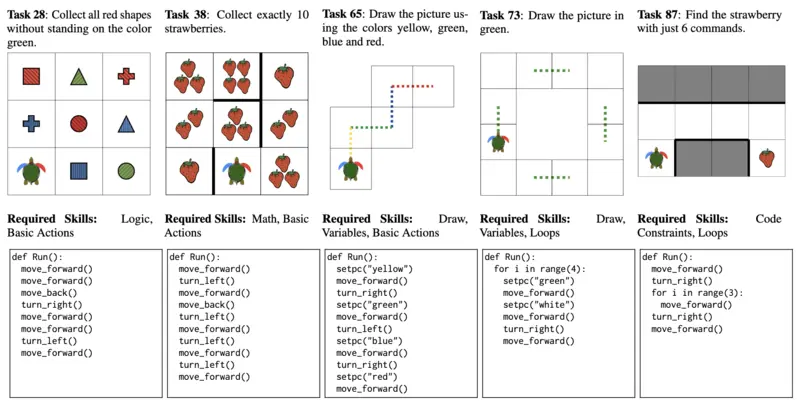 Task 28: Collect all red shapes
without standing on the color
green.
Required Skills: Logic,
Basic Actions
def Run():
move_forward()
move_forward()
move_back()
turn_right()
move_forward()
move_forward()
turn_left()
move_forward()
Task 38: Collect exactly 10
strawberries.
Required Skills: Math, Basic
Actions
def Run():
move_forward()
turn_left()
move_forward()
move_back()
turn_left()
move_forward()
turn_left()
move_forward()
turn_left()
move_forward()
Task 65: Draw the picture us-
ing the colors yellow, green,
blue and red.
Required Skills: Draw,
Variables, Basic Actions
def Run():
setpc("yellow")
move_forward()
turn_right()
setpc("green")
move_forward()
turn_left()
setpc("blue")
move_forward()
turn_right()
setpc("red")
move_forward()
Task 73: Draw the picture in
green.
Required Skills: Draw,
Variables, Loops
def Run():
for i in range(4):
setpc("green")
move_forward()
setpc("white")
move_forward()
turn_right()
move_forward()
Task 87: Find the strawberry
with just 6 commands.
Required Skills: Code
Constraints, Loops
def Run():
move_forward()
turn_right()
for i in range(3):
move_forward()
turn_right()
move_forward()